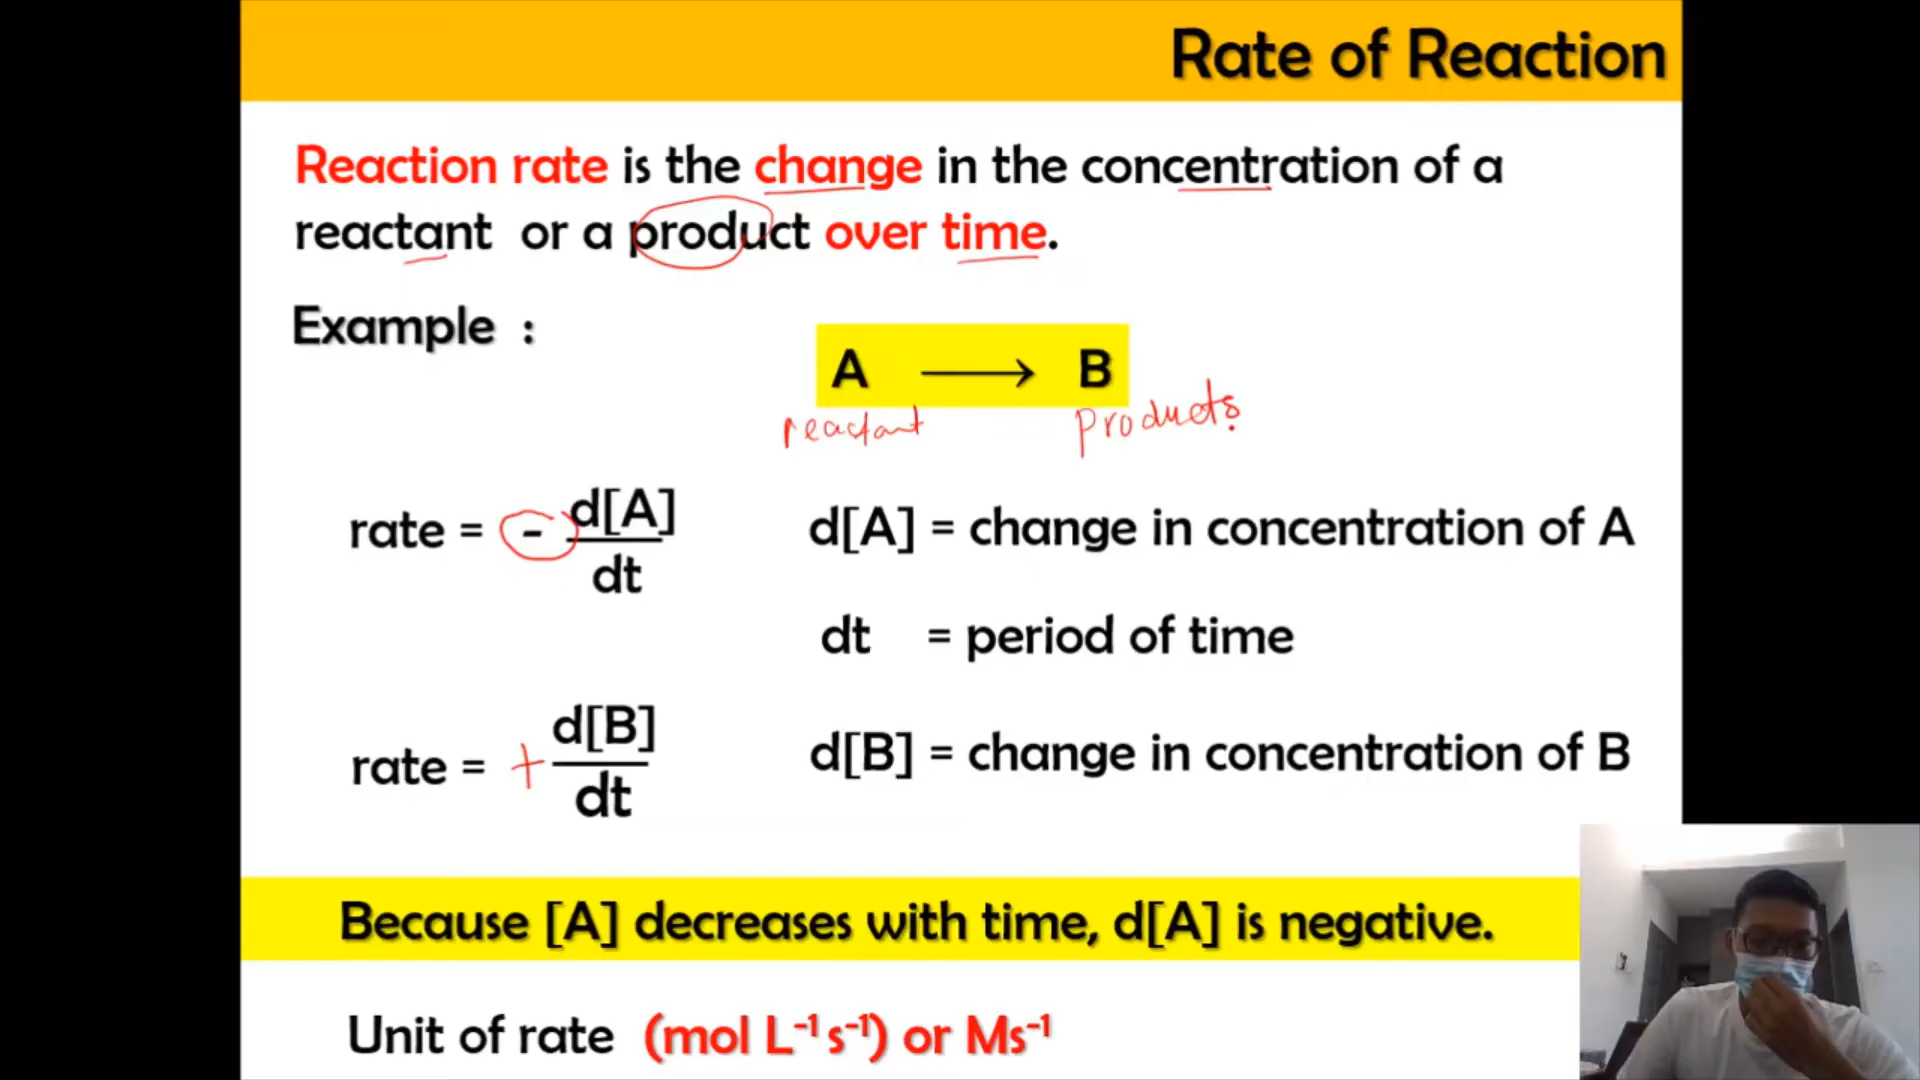 Rate of Reaction
Reaction rate is the change in the concentration of a
reactant or a product over time.
Example :
A ⟶ B
reactant products
rate = - d[A]/dt
d[A] = change in concentration of A
dt = period of time
rate = + d[B]/dt
d[B] = change in concentration of B
Because [A] decreases with time, d[A] is negative.
Unit of rate (mol L⁻¹ s⁻¹) or Ms⁻¹